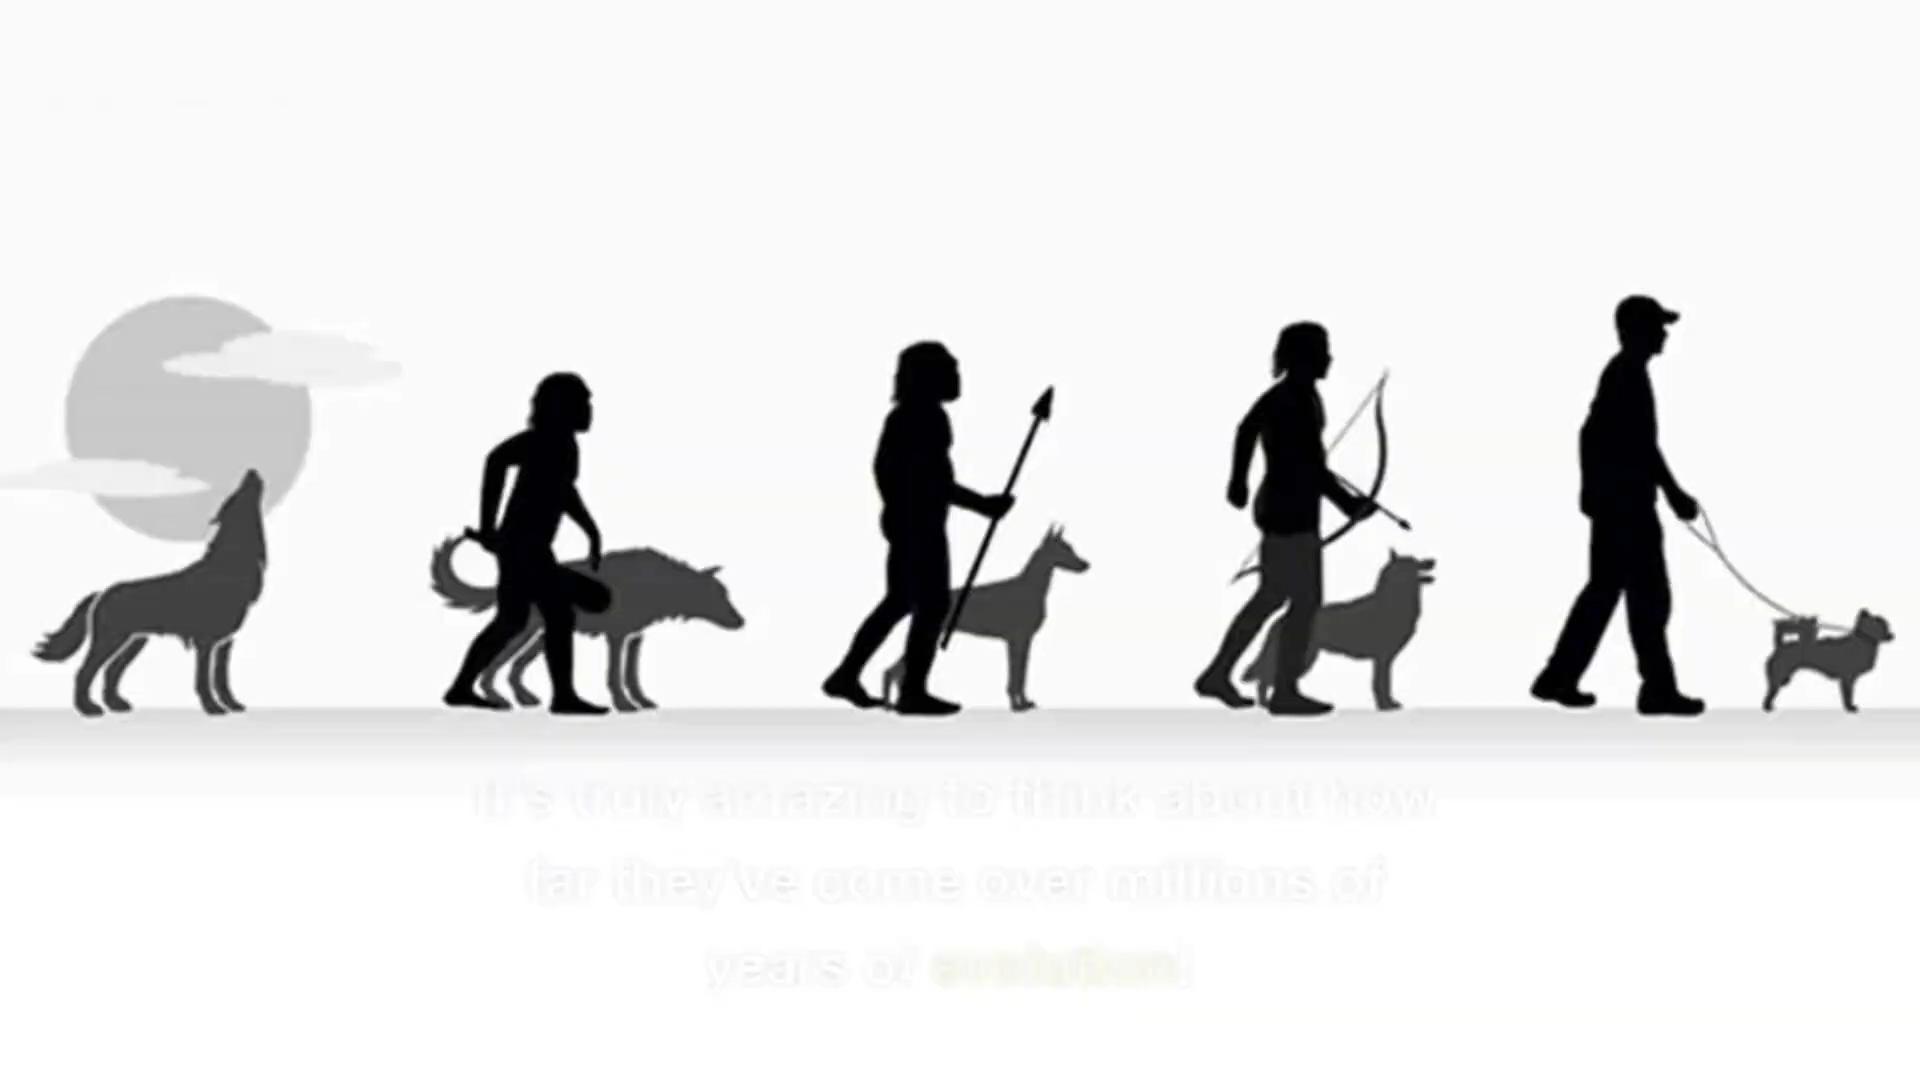 It's truly amazing to think about how
far they've come over millions of
years of evolution!